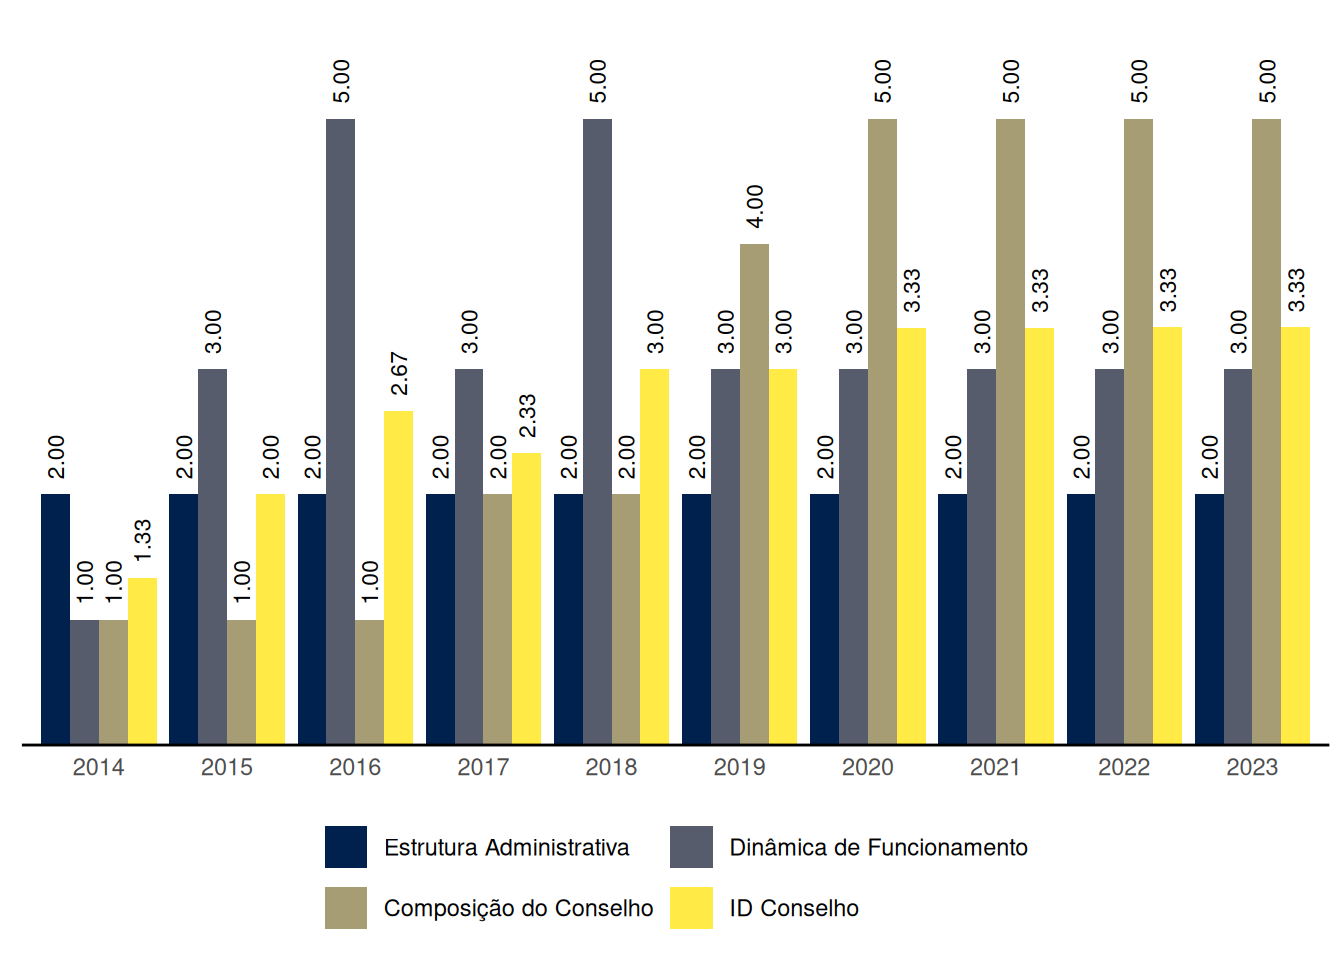 2.00 1.00 1.00 1.33 2.00 3.00 1.00 2.00 2.00 5.00 1.00 2.67 2.00 3.00 2.00 2.33 2.00 5.00 2.00 3.00 2.00 3.00 4.00 3.00 2.00 3.00 5.00 3.33 2.00 3.00 5.00 3.33 2.00 3.00 5.00 3.33 2.00 3.00 5.00 3.33
2014 2015 2016 2017 2018 2019 2020 2021 2022 2023
Estrutura Administrativa Dinâmica de Funcionamento
Composição do Conselho ID Conselho